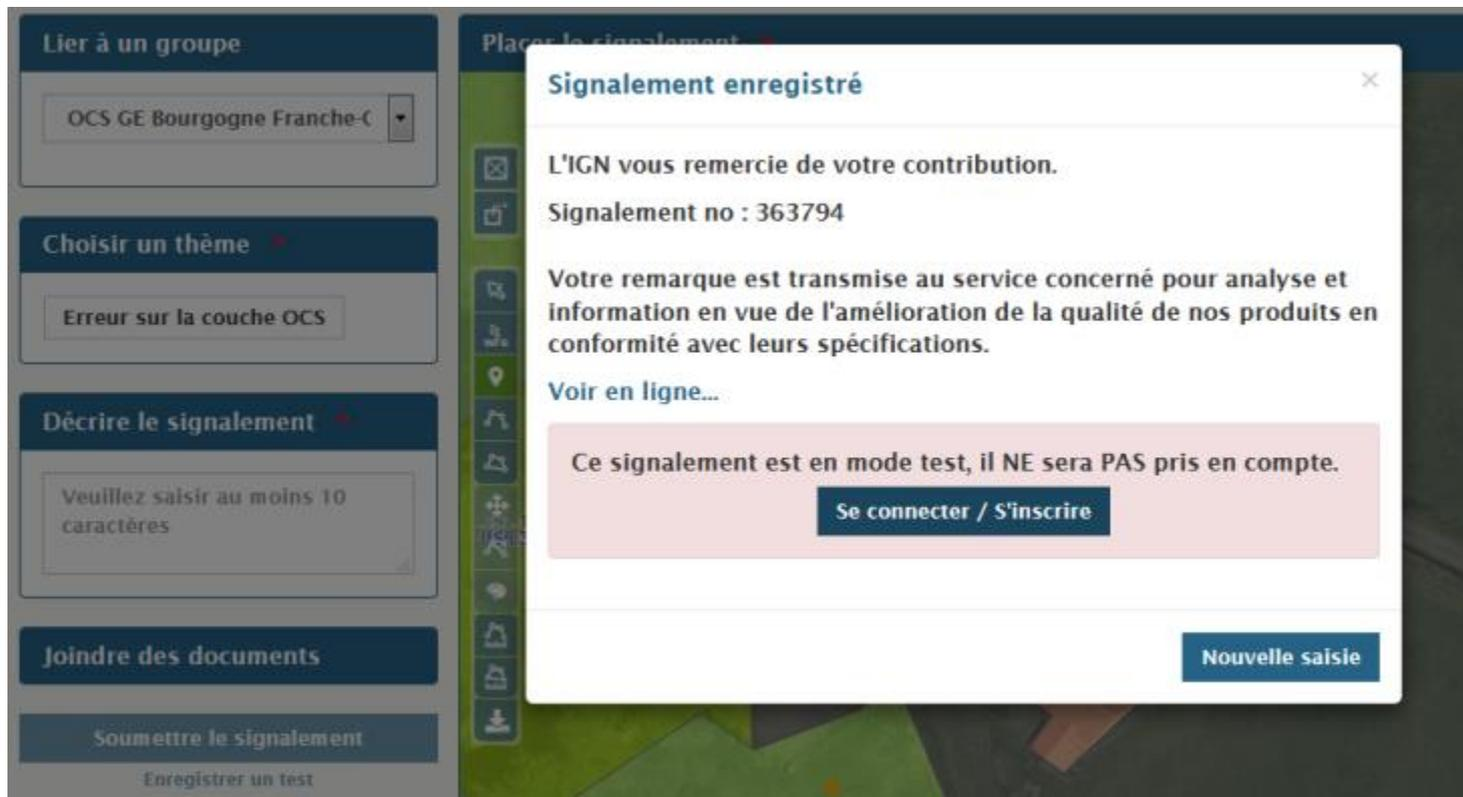 Lier à un groupe
OCS GE Bourgogne Franche-C
Choisir un thème *
Erreur sur la couche OCS
Décrire le signalement *
Veuillez saisir au moins 10
caractères
Joindre des documents
Soumettre le signalement
Enregistrer un test
Placer le signalement *
Signalement enregistré ×
L'IGN vous remercie de votre contribution.
Signalement no : 363794
Votre remarque est transmise au service concerné pour analyse et
information en vue de l'amélioration de la qualité de nos produits en
conformité avec leurs spécifications.
Voir en ligne...
Ce signalement est en mode test, il NE sera PAS pris en compte.
Se connecter / S'inscrire
Nouvelle saisie